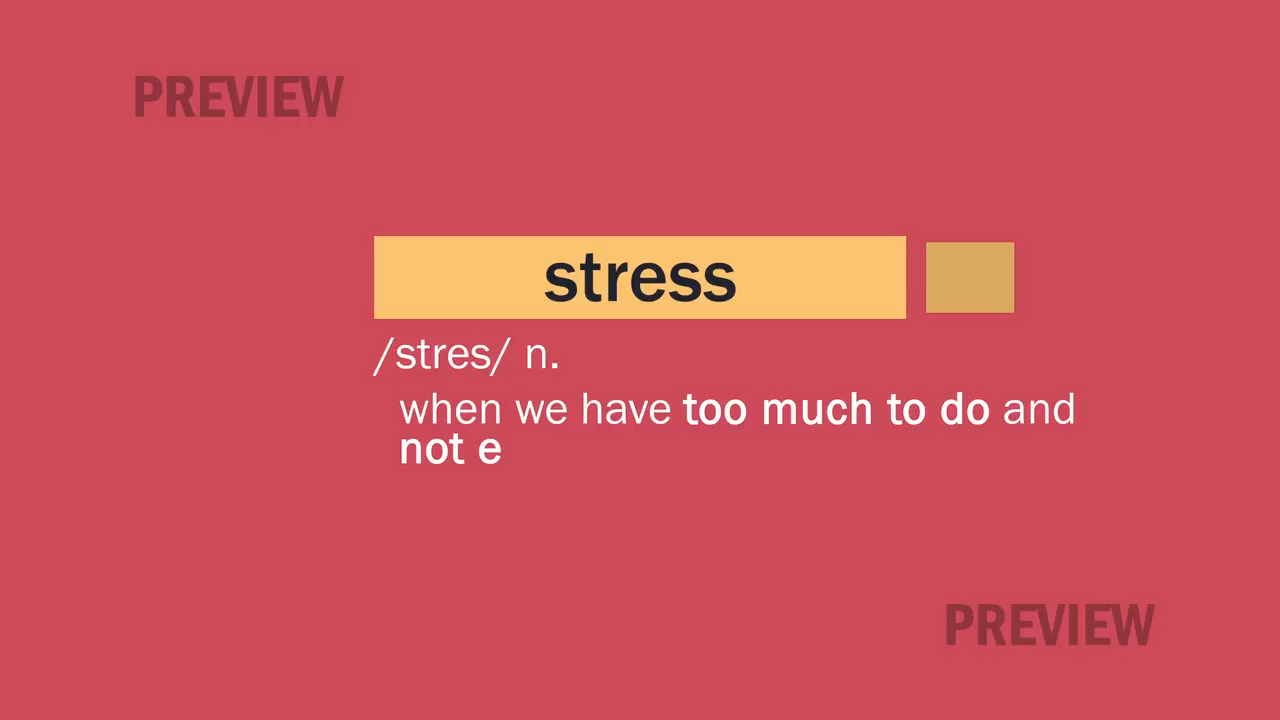 PREVIEW
stress
/stres/ n.
when we have too much to do and
not e
PREVIEW